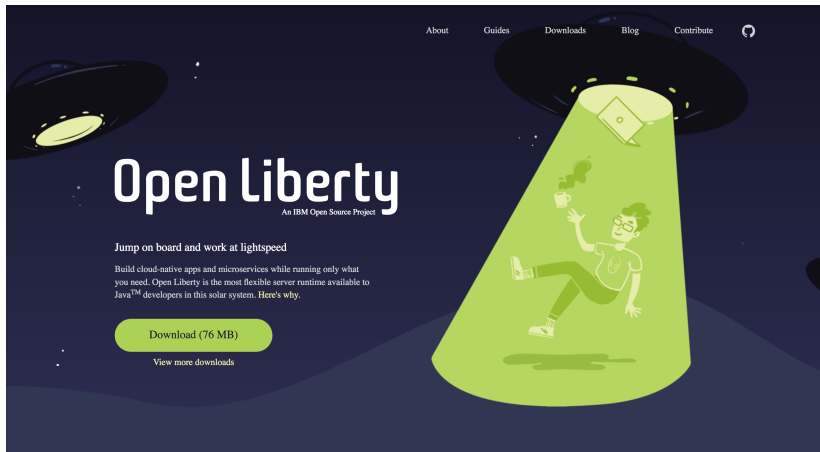 About Guides Downloads Blog Contribute
Open Liberty
An IBM Open Source Project
Jump on board and work at lightspeed
Build cloud-native apps and microservices while running only what
you need. Open Liberty is the most flexible server runtime available to
Java™ developers in this solar system. Here's why.
Download (76 MB)
View more downloads